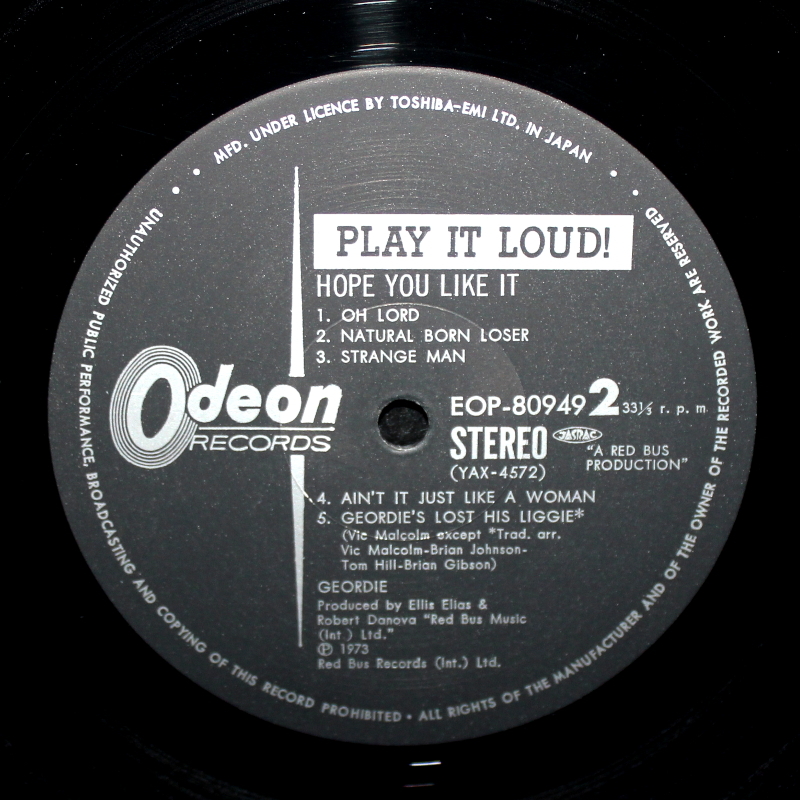 MFD. UNDER LICENCE BY TOSHIBA-EMI LTD. IN JAPAN
PLAY IT LOUD!
HOPE YOU LIKE IT
1. OH LORD
2. NATURAL BORN LOSER
3. STRANGE MAN
Odeon
RECORDS
EOP-80949 2 33⅓ r. p. m
STEREO JASRAC
(YAX-4572)
"A RED BUS
PRODUCTION"
4. AIN'T IT JUST LIKE A WOMAN
5. GEORDIE'S LOST HIS LIGGIE*
(Vic Malcolm except *Trad. arr.
Vic Malcolm-Brian Johnson-
Tom Hill-Brian Gibson)
GEORDIE
Produced by Ellis Elias &
Robert Danova "Red Bus Music
(Int.) Ltd."
Ⓟ 1973
Red Bus Records (Int.) Ltd.
UNAUTHORIZED PUBLIC PERFORMANCE, BROADCASTING AND COPYING OF THIS RECORD PROHIBITED • ALL RIGHTS OF THE MANUFACTURER AND OF THE OWNER OF THE RECORDED WORK ARE RESERVED